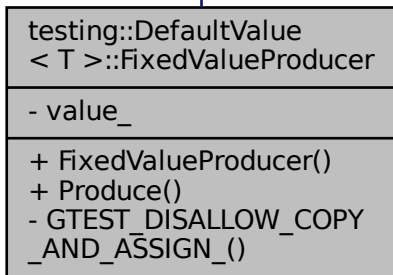 testing::DefaultValue
< T >::FixedValueProducer
- value_
+ FixedValueProducer()
+ Produce()
- GTEST_DISALLOW_COPY
_AND_ASSIGN_()